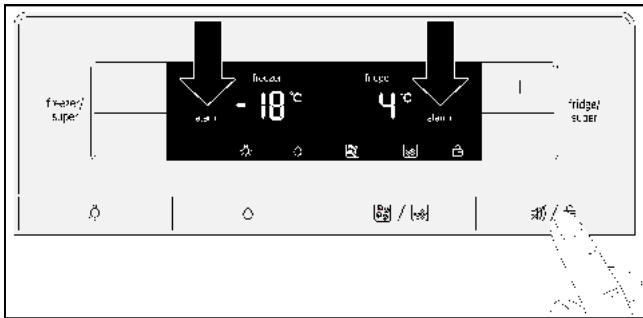 freezer
fridge
- 18 °C
4 °C
alarm
alarm
freezer/
super
fridge/
super
/
/